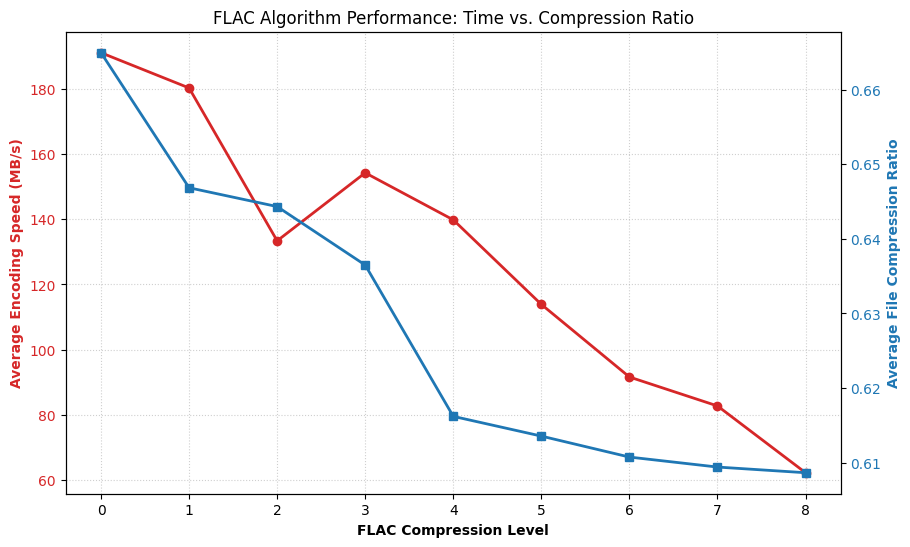 FLAC Algorithm Performance: Time vs. Compression Ratio
180
160
140
120
100
80
60
Average Encoding Speed (MB/s)
0.66
0.65
0.64
0.63
0.62
0.61
Average File Compression Ratio
0 1 2 3 4 5 6 7 8
FLAC Compression Level